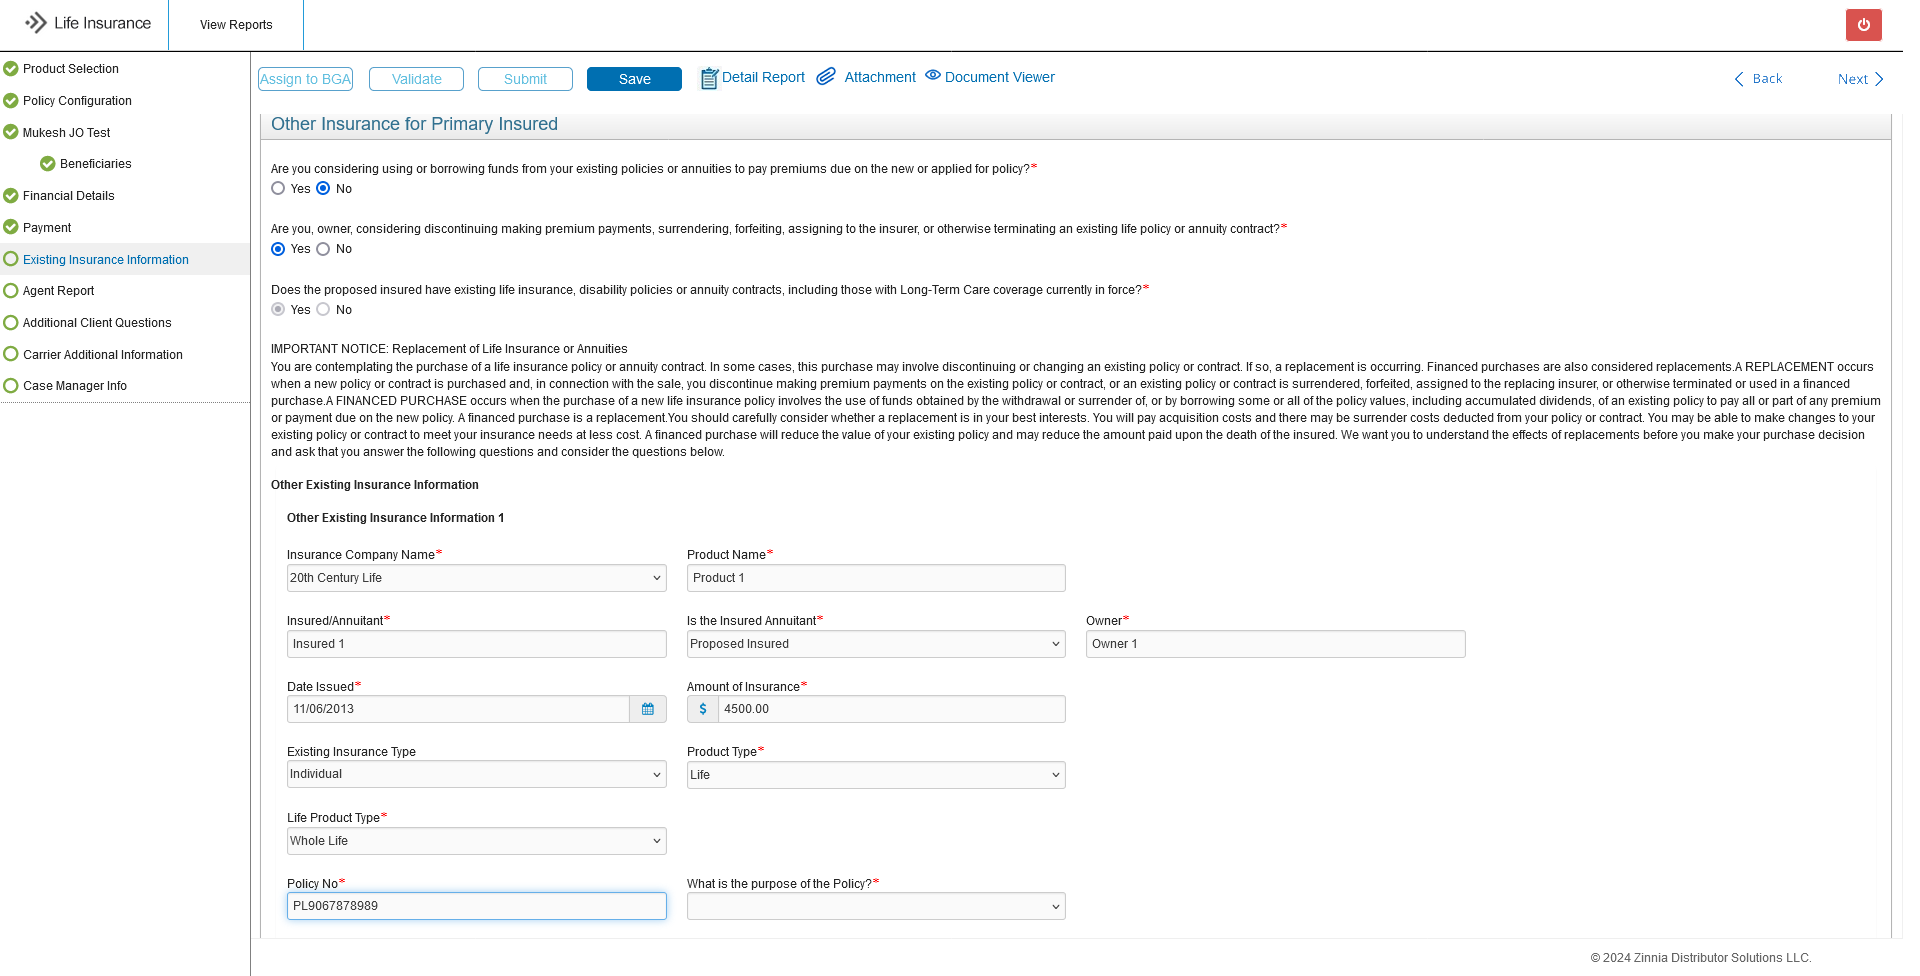 Life Insurance
View Reports
Product Selection
Policy Configuration
Mukesh JO Test
Beneficiaries
Financial Details
Payment
Existing Insurance Information
Agent Report
Additional Client Questions
Carrier Additional Information
Case Manager Info
Assign to BGA
Validate
Submit
Save
Detail Report
Attachment
Document Viewer
Back
Next
Other Insurance for Primary Insured
Are you considering using or borrowing funds from your existing policies or annuities to pay premiums due on the new or applied for policy?*
Yes No
Are you, owner, considering discontinuing making premium payments, surrendering, forfeiting, assigning to the insurer, or otherwise terminating an existing life policy or annuity contract?*
Yes No
Does the proposed insured have existing life insurance, disability policies or annuity contracts, including those with Long-Term Care coverage currently in force?*
Yes No
IMPORTANT NOTICE: Replacement of Life Insurance or Annuities
You are contemplating the purchase of a life insurance policy or annuity contract. In some cases, this purchase may involve discontinuing or changing an existing policy or contract. If so, a replacement is occurring. Financed purchases are also considered replacements.A REPLACEMENT occurs
when a new policy or contract is purchased and, in connection with the sale, you discontinue making premium payments on the existing policy or contract, or an existing policy or contract is surrendered, forfeited, assigned to the replacing insurer, or otherwise terminated or used in a financed
purchase.A FINANCED PURCHASE occurs when the purchase of a new life insurance policy involves the use of funds obtained by the withdrawal or surrender of, or by borrowing some or all of the policy values, including accumulated dividends, of an existing policy to pay all or part of any premium
or payment due on the new policy. A financed purchase is a replacement.You should carefully consider whether a replacement is in your best interests. You will pay acquisition costs and there may be surrender costs deducted from your policy or contract. You may be able to make changes to your
existing policy or contract to meet your insurance needs at less cost. A financed purchase will reduce the value of your existing policy and may reduce the amount paid upon the death of the insured. We want you to understand the effects of replacements before you make your purchase decision
and ask that you answer the following questions and consider the questions below.
Other Existing Insurance Information
Other Existing Insurance Information 1
Insurance Company Name*
20th Century Life
Product Name*
Product 1
Insured/Annuitant*
Insured 1
Is the Insured Annuitant*
Proposed Insured
Owner*
Owner 1
Date Issued*
11/06/2013
Amount of Insurance*
$ 4500.00
Existing Insurance Type
Individual
Product Type*
Life
Life Product Type*
Whole Life
Policy No*
PL9067878989
What is the purpose of the Policy?*
© 2024 Zinnia Distributor Solutions LLC.